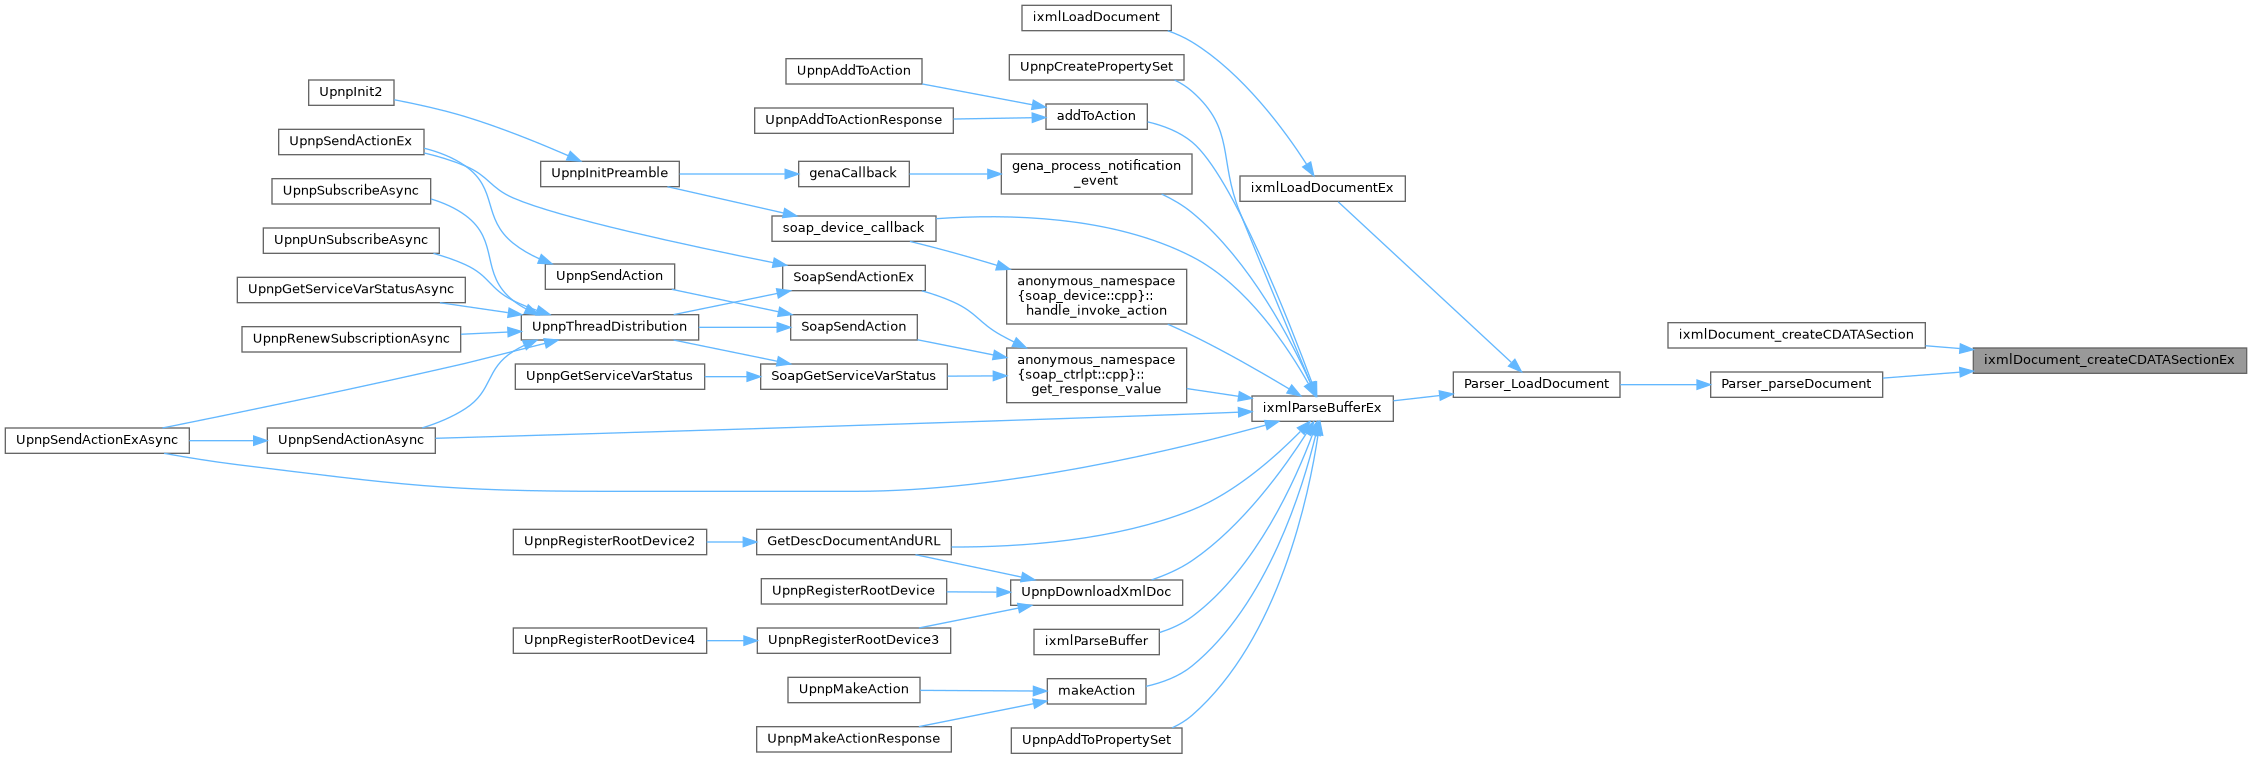 ixmlLoadDocument
UpnpCreatePropertySet
UpnpAddToAction
UpnpInit2
addToAction
UpnpAddToActionResponse
UpnpSendActionEx
gena_process_notification
_event
UpnpInitPreamble
genaCallback
UpnpSubscribeAsync
ixmlLoadDocumentEx
soap_device_callback
UpnpUnSubscribeAsync
UpnpSendAction
SoapSendActionEx
anonymous_namespace
{soap_device::cpp}::
handle_invoke_action
UpnpGetServiceVarStatusAsync
UpnpThreadDistribution
SoapSendAction
UpnpRenewSubscriptionAsync
ixmlDocument_createCDATASection
ixmlDocument_createCDATASectionEx
anonymous_namespace
{soap_ctrlpt::cpp}::
get_response_value
UpnpGetServiceVarStatus
SoapGetServiceVarStatus
Parser_LoadDocument
Parser_parseDocument
ixmlParseBufferEx
UpnpSendActionExAsync
UpnpSendActionAsync
UpnpRegisterRootDevice2
GetDescDocumentAndURL
UpnpRegisterRootDevice
UpnpDownloadXmlDoc
UpnpRegisterRootDevice4
UpnpRegisterRootDevice3
ixmlParseBuffer
UpnpMakeAction
makeAction
UpnpMakeActionResponse
UpnpAddToPropertySet